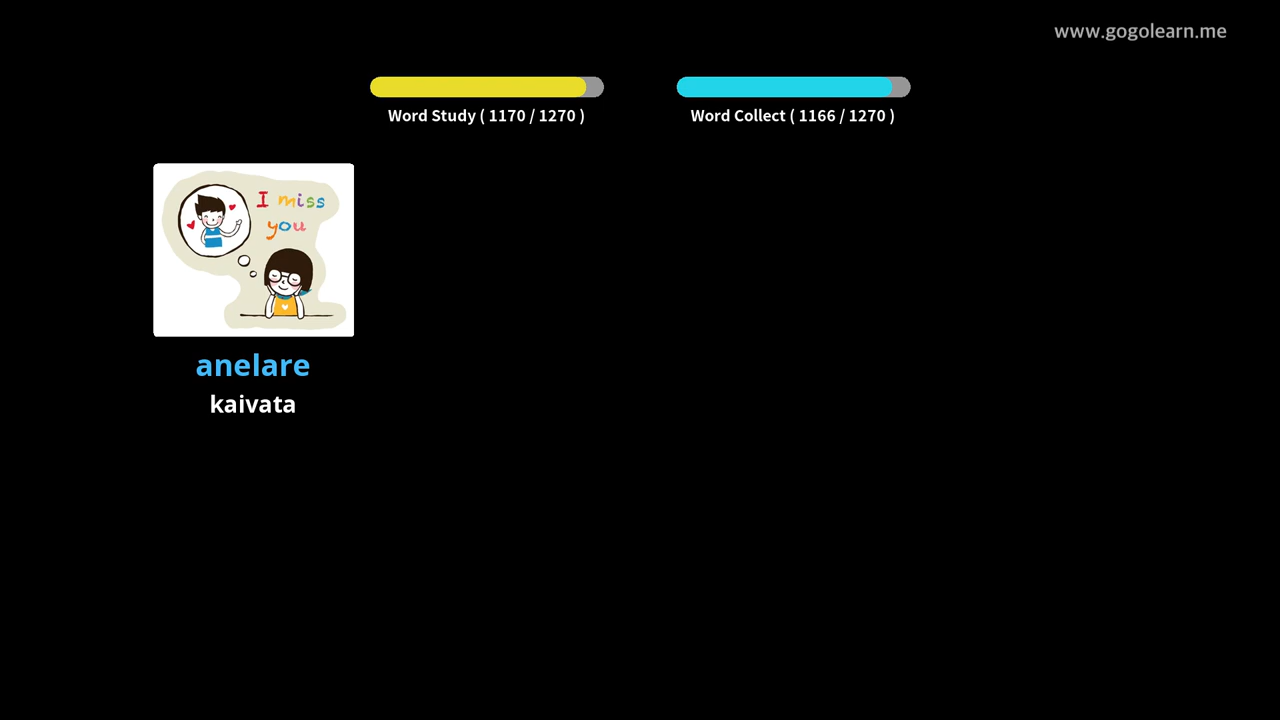 www.gogolearn.me
Word Study ( 1170 / 1270 )
Word Collect ( 1166 / 1270 )
I miss
you
anelare
kaivata